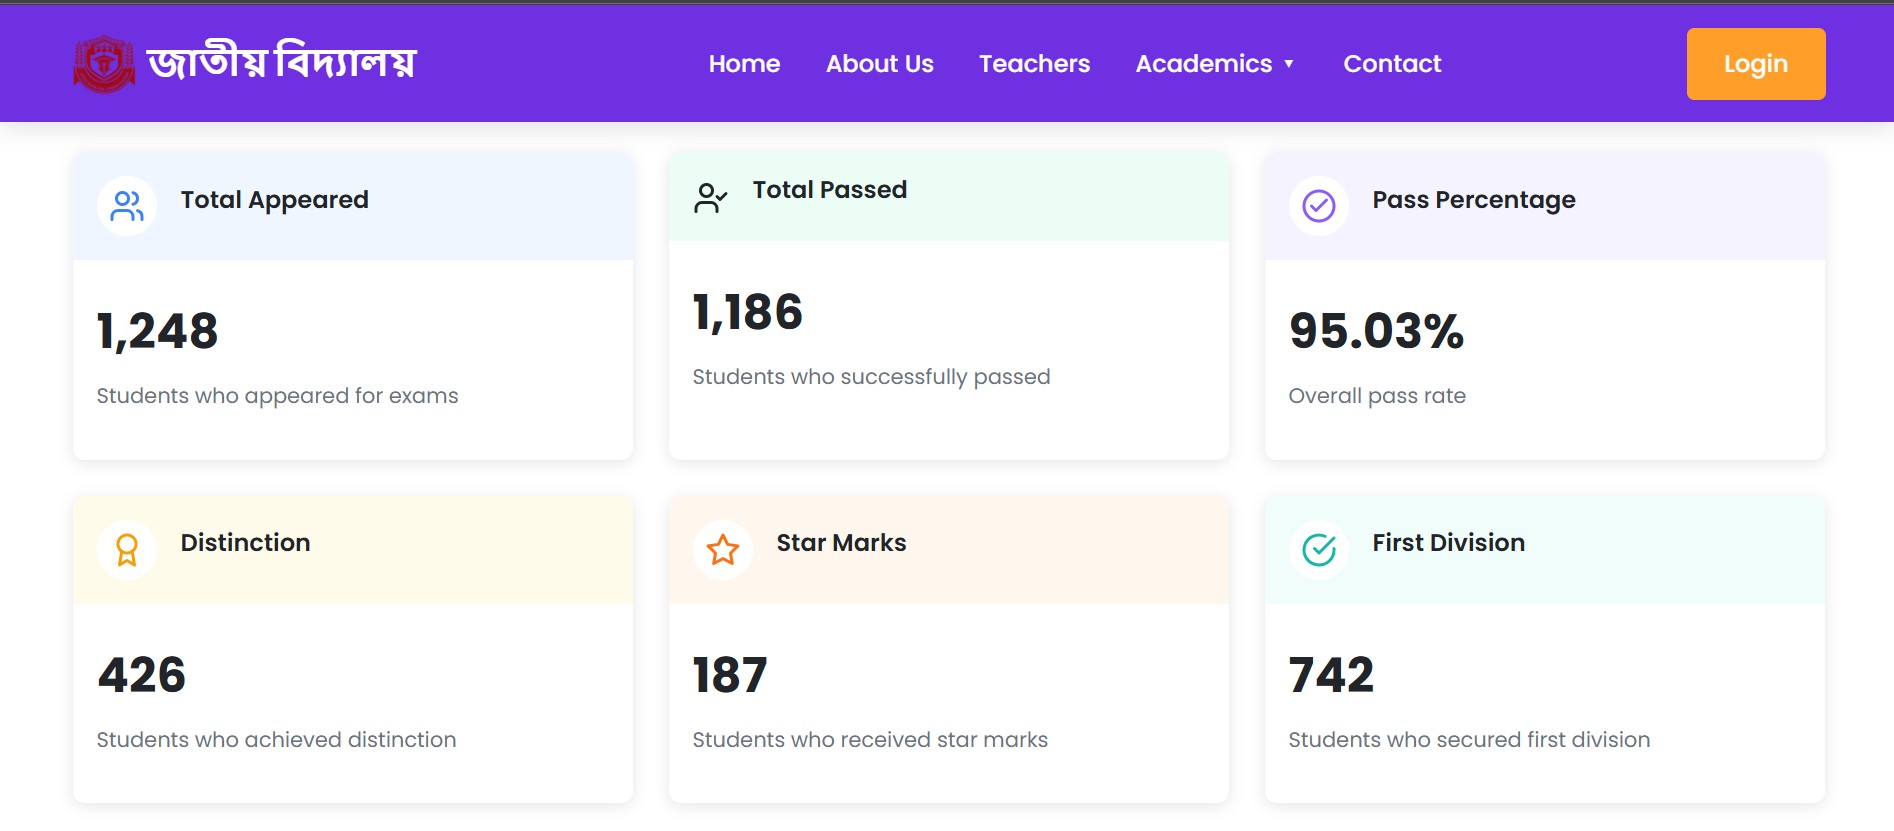 জাতীয় বিদ্যালয়
Home About Us Teachers Academics ▼ Contact
Login
Total Appeared
1,248
Students who appeared for exams
Total Passed
1,186
Students who successfully passed
Pass Percentage
95.03%
Overall pass rate
Distinction
426
Students who achieved distinction
Star Marks
187
Students who received star marks
First Division
742
Students who secured first division